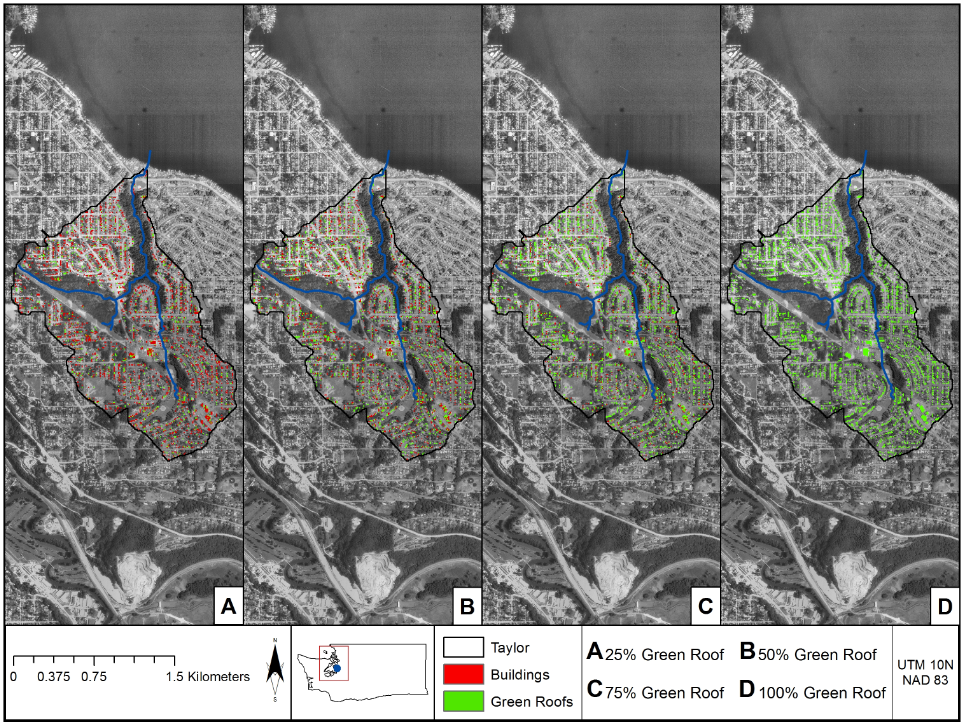 A
B
C
D
0 0.375 0.75 1.5 Kilometers
N
S
Taylor
Buildings
Green Roofs
A 25% Green Roof B 50% Green Roof
C 75% Green Roof D 100% Green Roof
UTM 10N
NAD 83